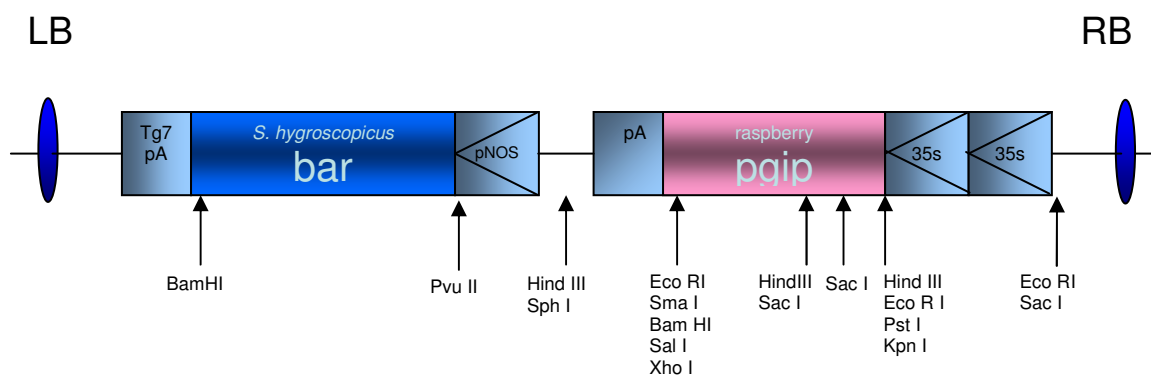 LB
RB
Tg7
pA
S. hygroscopicus
bar
pNOS
pA
raspberry
pgip
35s
35s
BamHI
Pvu II
Hind III
Sph I
Eco RI
Sma I
Bam HI
Sal I
Xho I
HindIII
Sac I
Sac I
Hind III
Eco R I
Pst I
Kpn I
Eco RI
Sac I